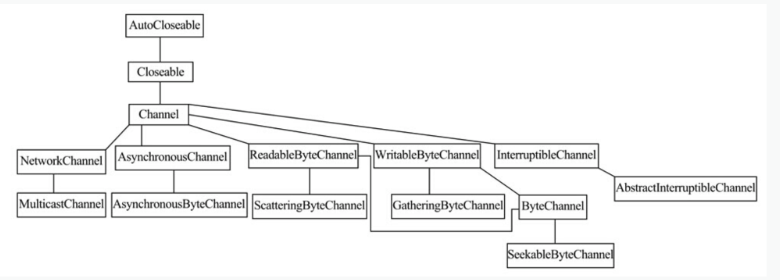 AutoCloseable
Closeable
Channel
NetworkChannel
AsynchronousChannel
ReadableByteChannel
WritableByteChannel
InterruptibleChannel
MulticastChannel
AsynchronousByteChannel
ScatteringByteChannel
GatheringByteChannel
ByteChannel
AbstractInterruptibleChannel
SeekableByteChannel